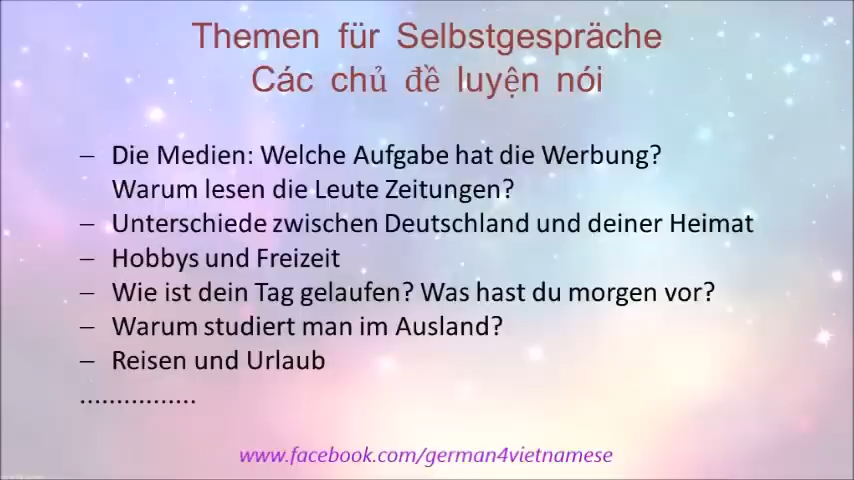 Themen für Selbstgespräche
Các chủ đề luyện nói
– Die Medien: Welche Aufgabe hat die Werbung?
Warum lesen die Leute Zeitungen?
– Unterschiede zwischen Deutschland und deiner Heimat
– Hobbys und Freizeit
– Wie ist dein Tag gelaufen? Was hast du morgen vor?
– Warum studiert man im Ausland?
– Reisen und Urlaub
................
www.facebook.com/german4vietnamese